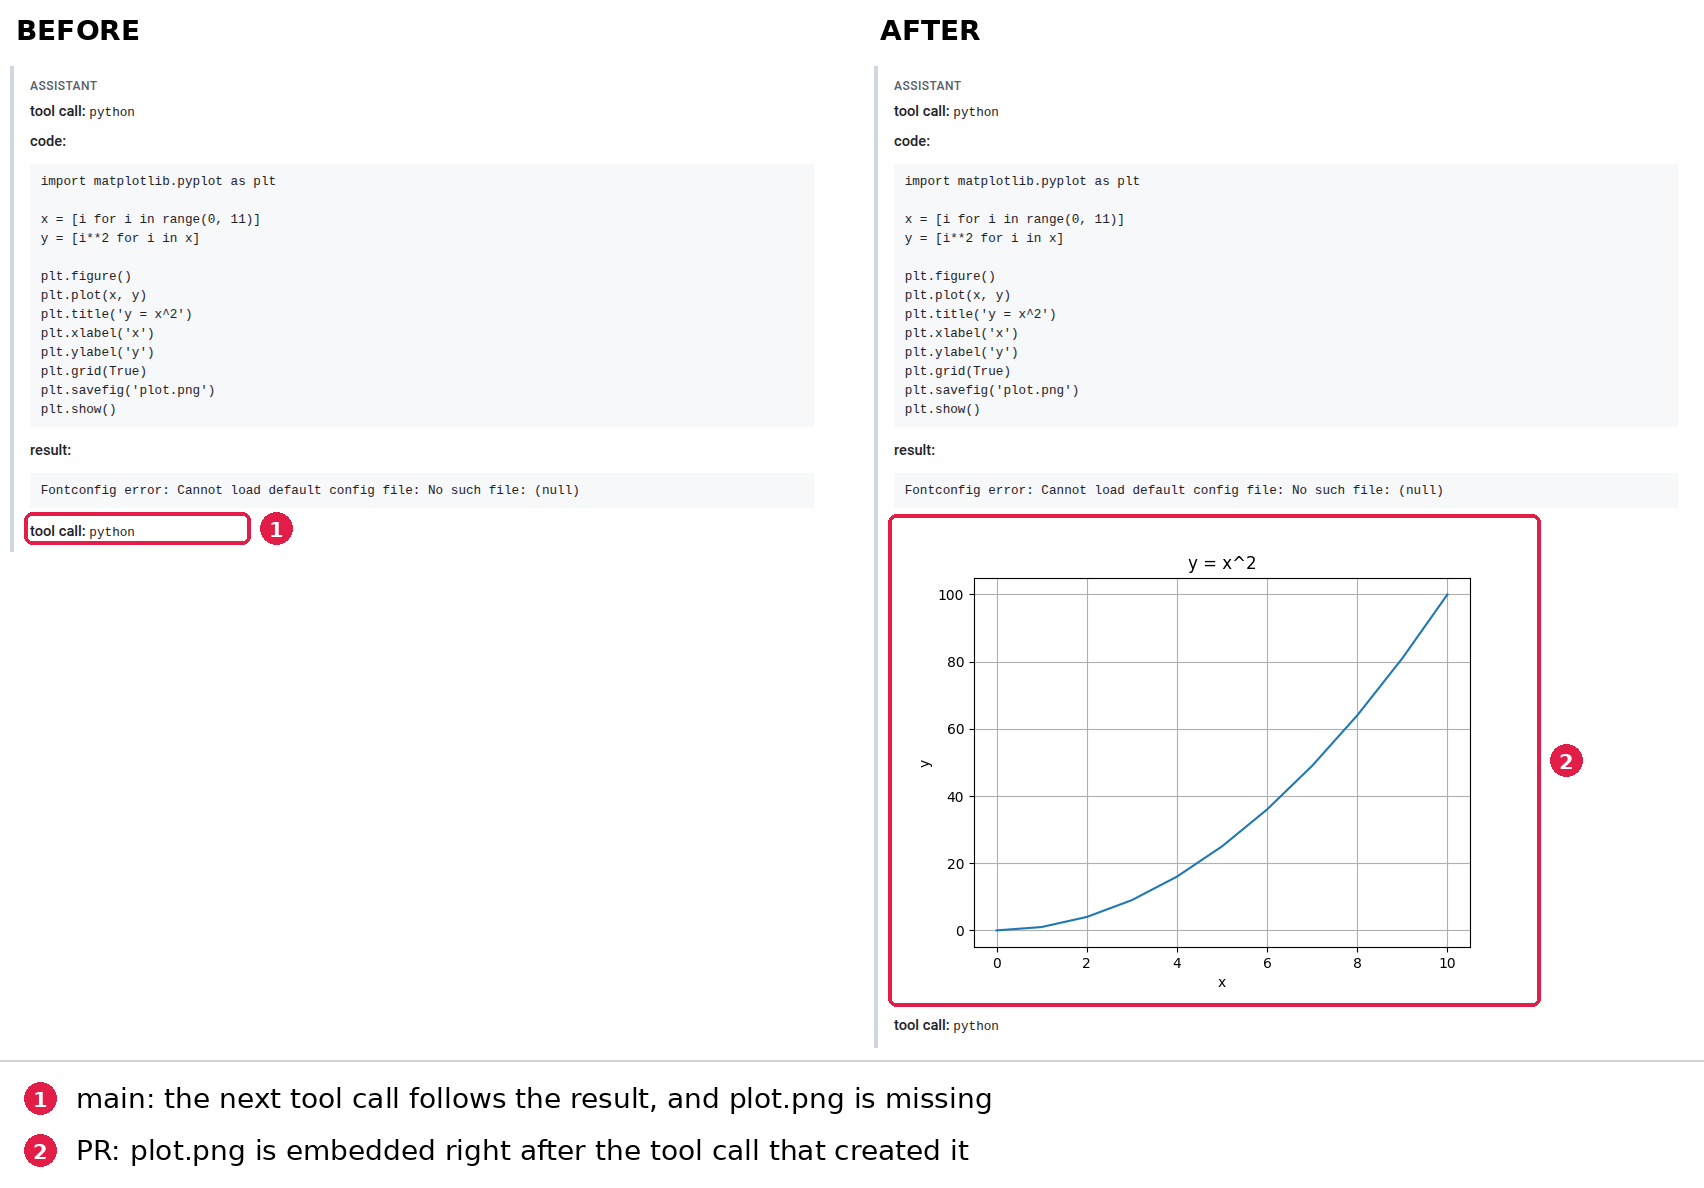 BEFORE
ASSISTANT
tool call: python
code:
import matplotlib.pyplot as plt
x = [i for i in range(0, 11)]
y = [i**2 for i in x]
plt.figure()
plt.plot(x, y)
plt.title('y = x^2')
plt.xlabel('x')
plt.ylabel('y')
plt.grid(True)
plt.savefig('plot.png')
plt.show()
result:
Fontconfig error: Cannot load default config file: No such file: (null)
tool call: python
1
AFTER
ASSISTANT
tool call: python
code:
import matplotlib.pyplot as plt
x = [i for i in range(0, 11)]
y = [i**2 for i in x]
plt.figure()
plt.plot(x, y)
plt.title('y = x^2')
plt.xlabel('x')
plt.ylabel('y')
plt.grid(True)
plt.savefig('plot.png')
plt.show()
result:
Fontconfig error: Cannot load default config file: No such file: (null)
y = x^2
100
80
60
40
20
0
y
0 2 4 6 8 10
x
2
tool call: python
1 main: the next tool call follows the result, and plot.png is missing
2 PR: plot.png is embedded right after the tool call that created it